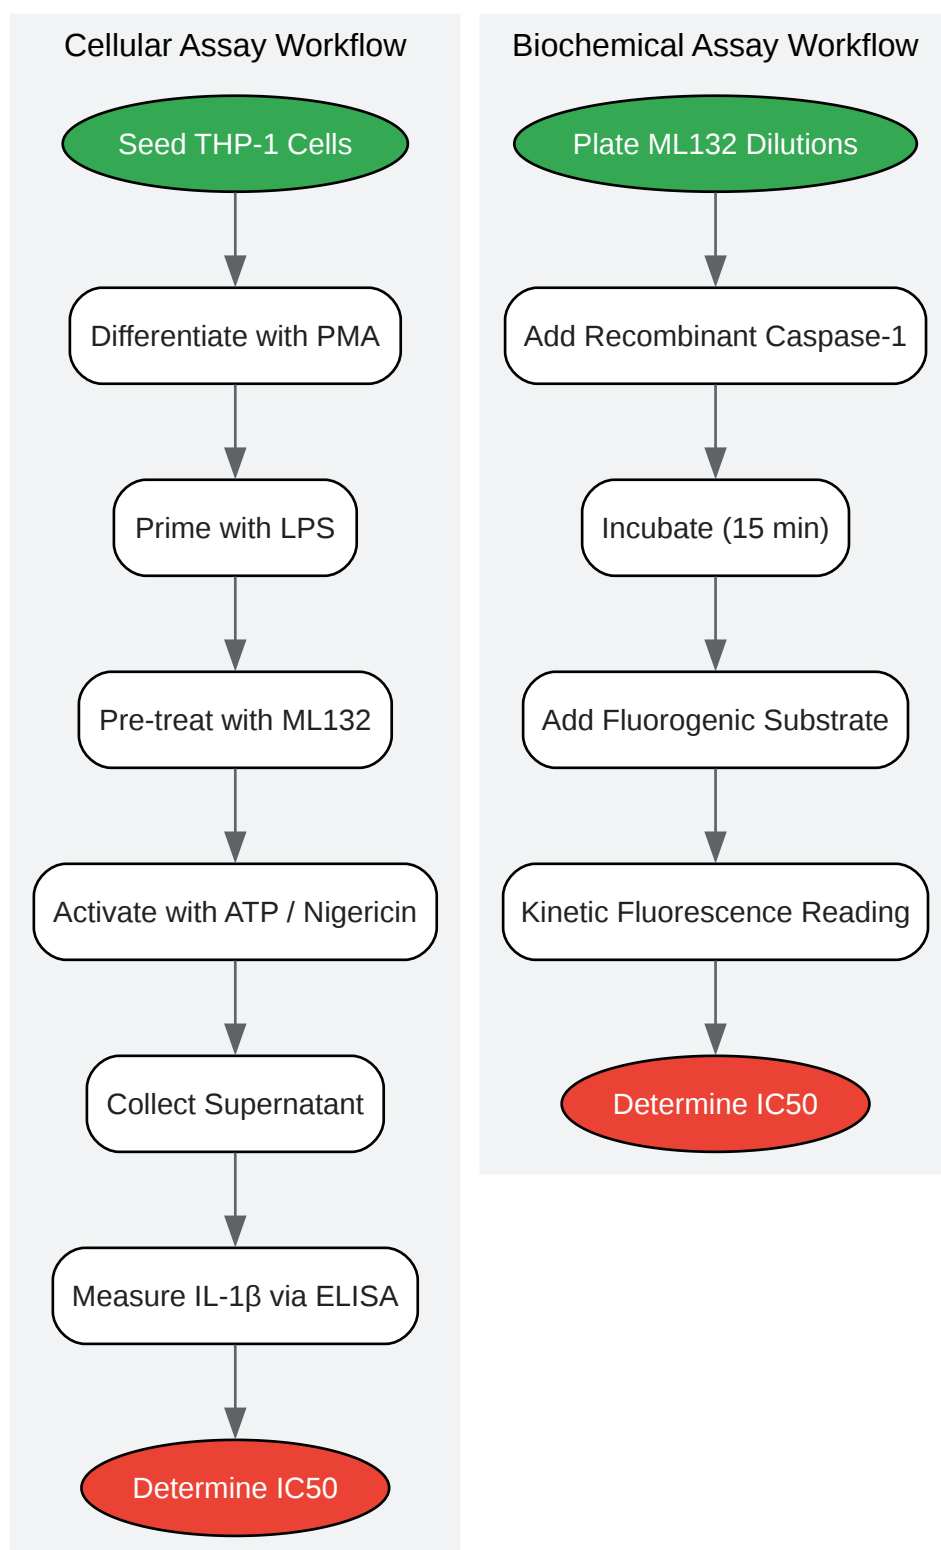 Cellular Assay Workflow
Seed THP-1 Cells
Differentiate with PMA
Prime with LPS
Pre-treat with ML132
Activate with ATP / Nigericin
Collect Supernatant
Measure IL-1β via ELISA
Determine IC50
Biochemical Assay Workflow
Plate ML132 Dilutions
Add Recombinant Caspase-1
Incubate (15 min)
Add Fluorogenic Substrate
Kinetic Fluorescence Reading
Determine IC50